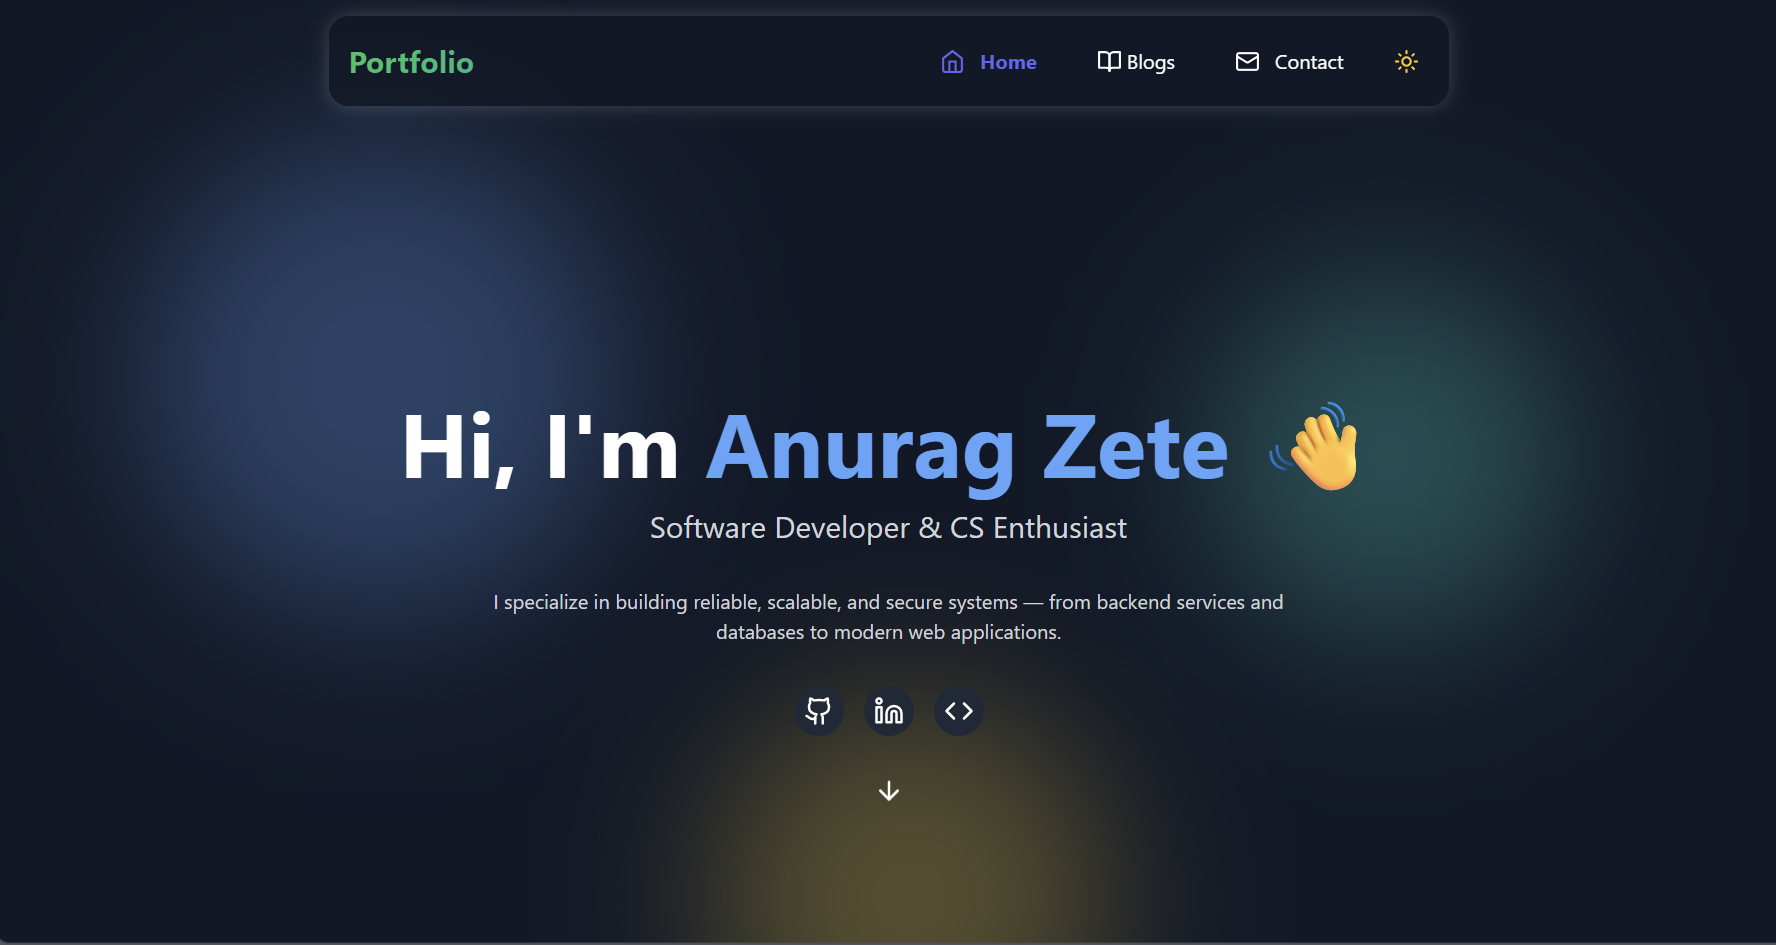 Portfolio
Home
Blogs
Contact
Hi, I'm Anurag Zete 👋
Software Developer & CS Enthusiast
I specialize in building reliable, scalable, and secure systems — from backend services and
databases to modern web applications.